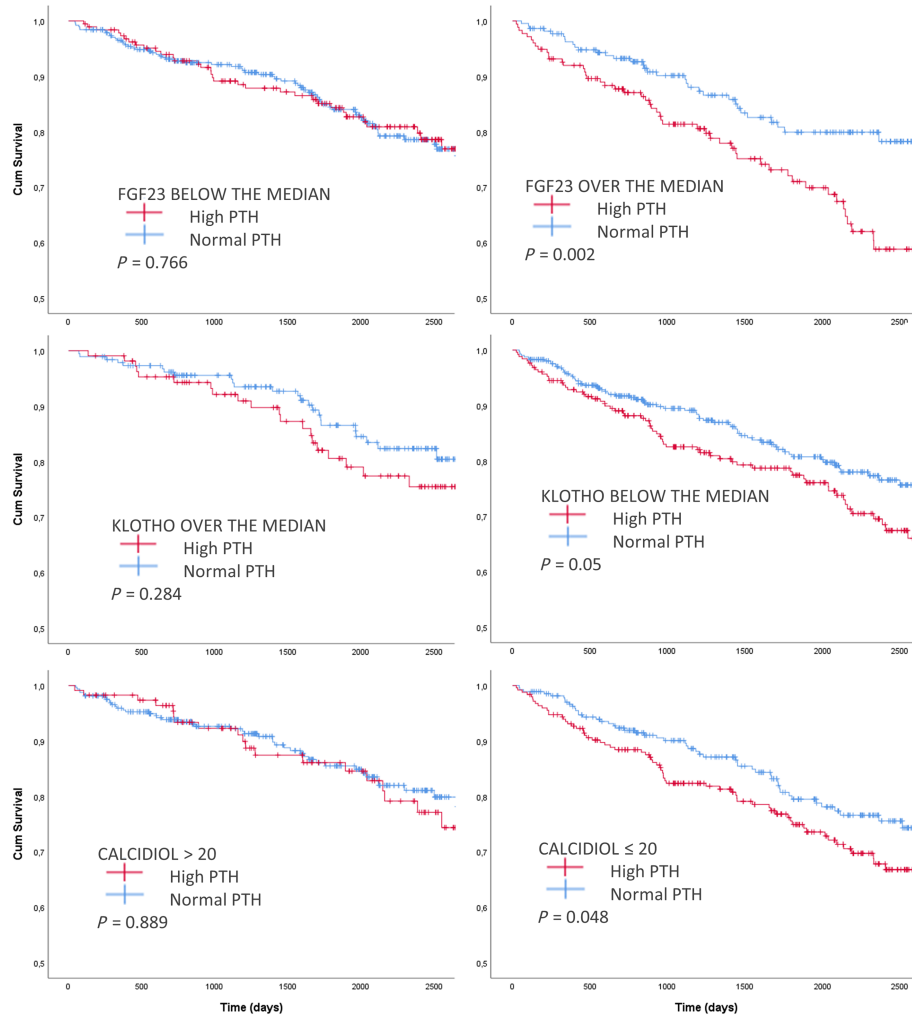 Cum Survival
1,0
0,9
0,8
0,7
0,6
0,5
FGF23 BELOW THE MEDIAN
High PTH
Normal PTH
P = 0.766
0 500 1000 1500 2000 2500
1,0
0,9
0,8
0,7
0,6
0,5
FGF23 OVER THE MEDIAN
High PTH
Normal PTH
P = 0.002
0 500 1000 1500 2000 2500
Cum Survival
1,0
0,9
0,8
0,7
0,6
0,5
KLOTHO OVER THE MEDIAN
High PTH
Normal PTH
P = 0.284
0 500 1000 1500 2000 2500
1,0
0,9
0,8
0,7
0,6
0,5
KLOTHO BELOW THE MEDIAN
High PTH
Normal PTH
P = 0.05
0 500 1000 1500 2000 2500
Cum Survival
1,0
0,9
0,8
0,7
0,6
0,5
CALCIDIOL > 20
High PTH
Normal PTH
P = 0.889
0 500 1000 1500 2000 2500
Time (days)
1,0
0,9
0,8
0,7
0,6
0,5
CALCIDIOL ≤ 20
High PTH
Normal PTH
P = 0.048
0 500 1000 1500 2000 2500
Time (days)